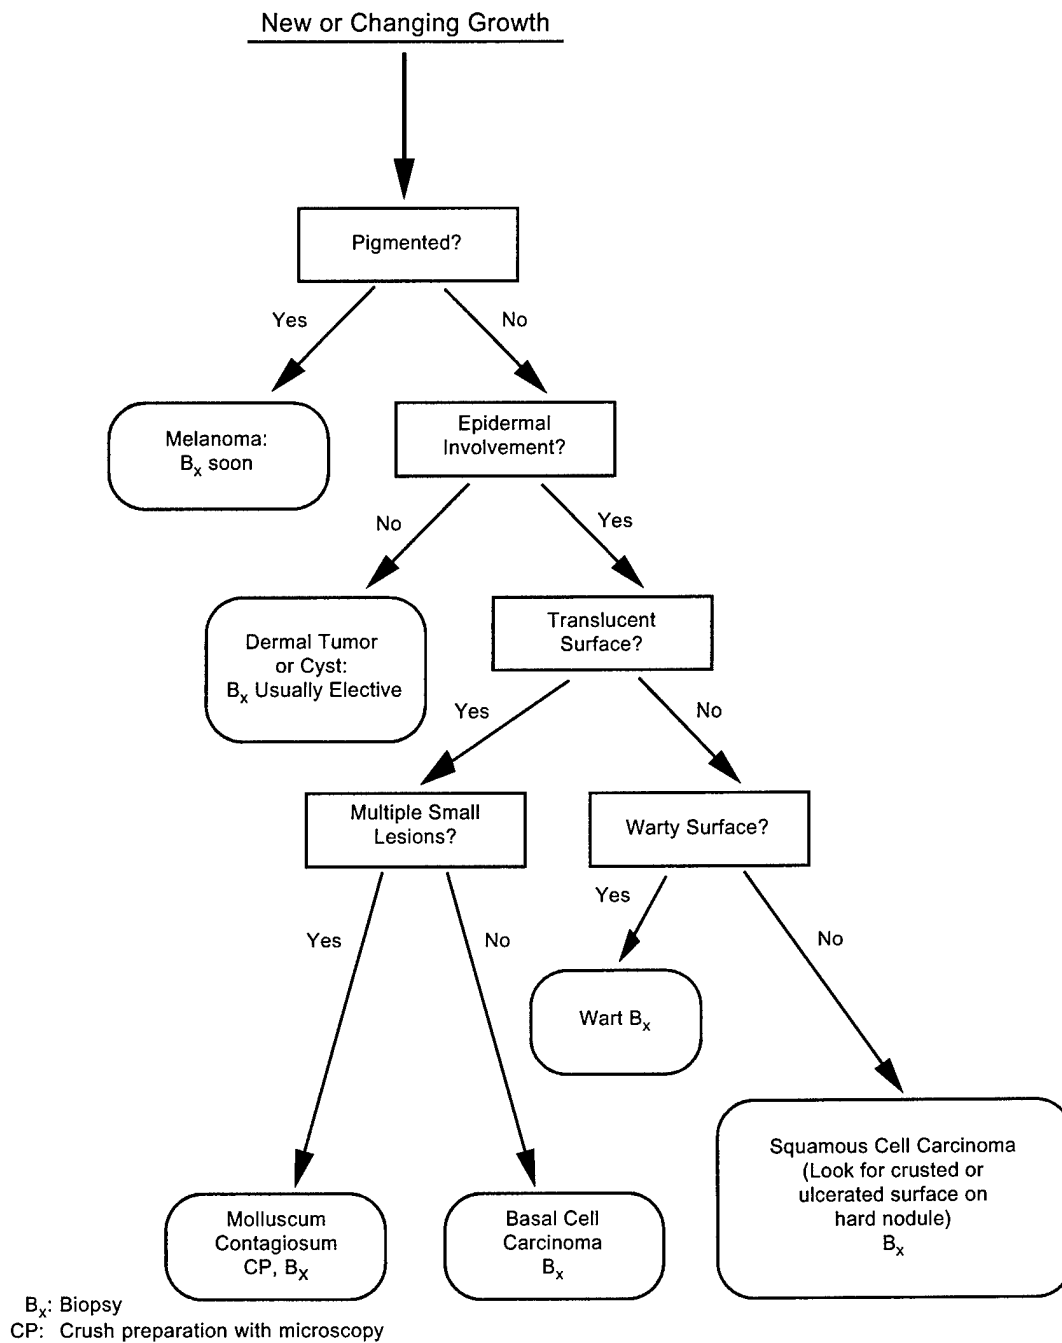 New or Changing Growth
Pigmented?
Yes
No
Melanoma:
Bx soon
Epidermal
Involvement?
No
Yes
Dermal Tumor
or Cyst:
Bx Usually Elective
Translucent
Surface?
Yes
No
Multiple Small
Lesions?
Warty Surface?
Yes
No
Yes
No
Wart Bx
Molluscum
Contagiosum
CP, Bx
Basal Cell
Carcinoma
Bx
Squamous Cell Carcinoma
(Look for crusted or
ulcerated surface on
hard nodule)
Bx
Bx: Biopsy
CP: Crush preparation with microscopy